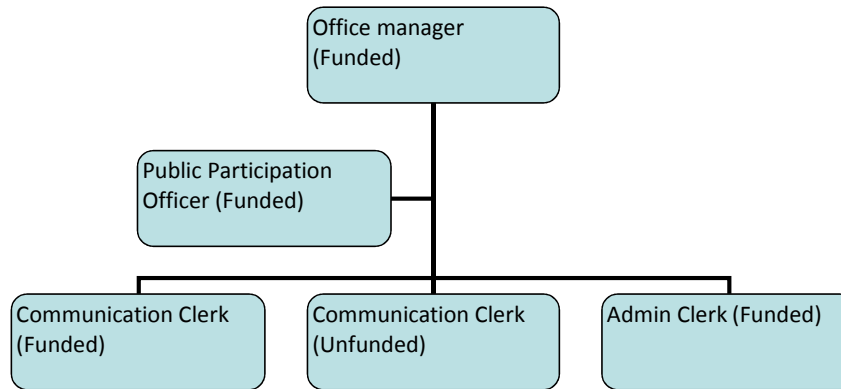 Office manager
(Funded)
Public Participation
Officer (Funded)
Communication Clerk
(Funded)
Communication Clerk
(Unfunded)
Admin Clerk (Funded)